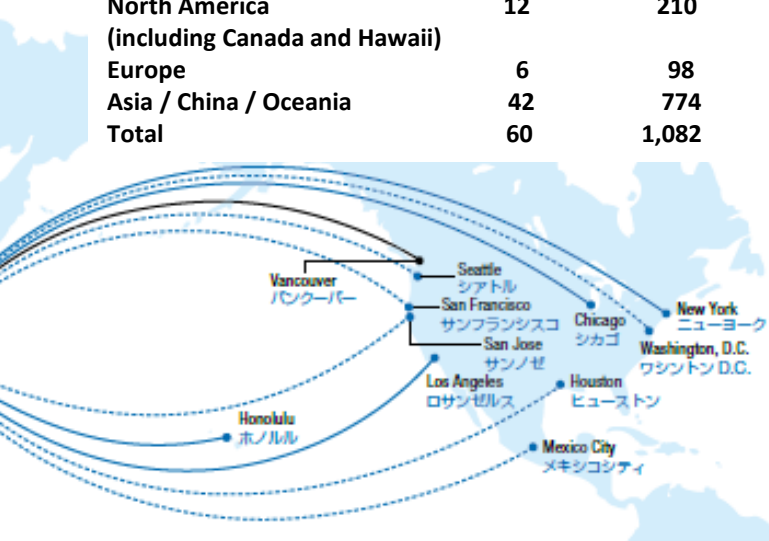 North America 12 210
(including Canada and Hawaii)
Europe 6 98
Asia / China / Oceania 42 774
Total 60 1,082
Vancouver
バンクーバー
Seattle
シアトル
San Francisco
サンフランシスコ
San Jose
サンノゼ
Los Angeles
ロサンゼルス
Chicago
シカゴ
New York
ニューヨーク
Washington, D.C.
ワシントン D.C.
Houston
ヒューストン
Honolulu
ホノルル
Mexico City
メキシコシティ